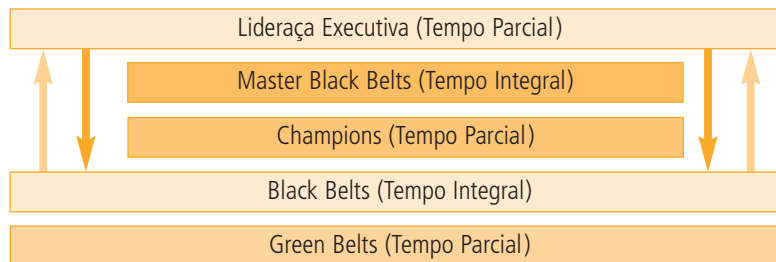 Lideraça Executiva (Tempo Parcial)
Master Black Belts (Tempo Integral)
Champions (Tempo Parcial)
Black Belts (Tempo Integral)
Green Belts (Tempo Parcial)